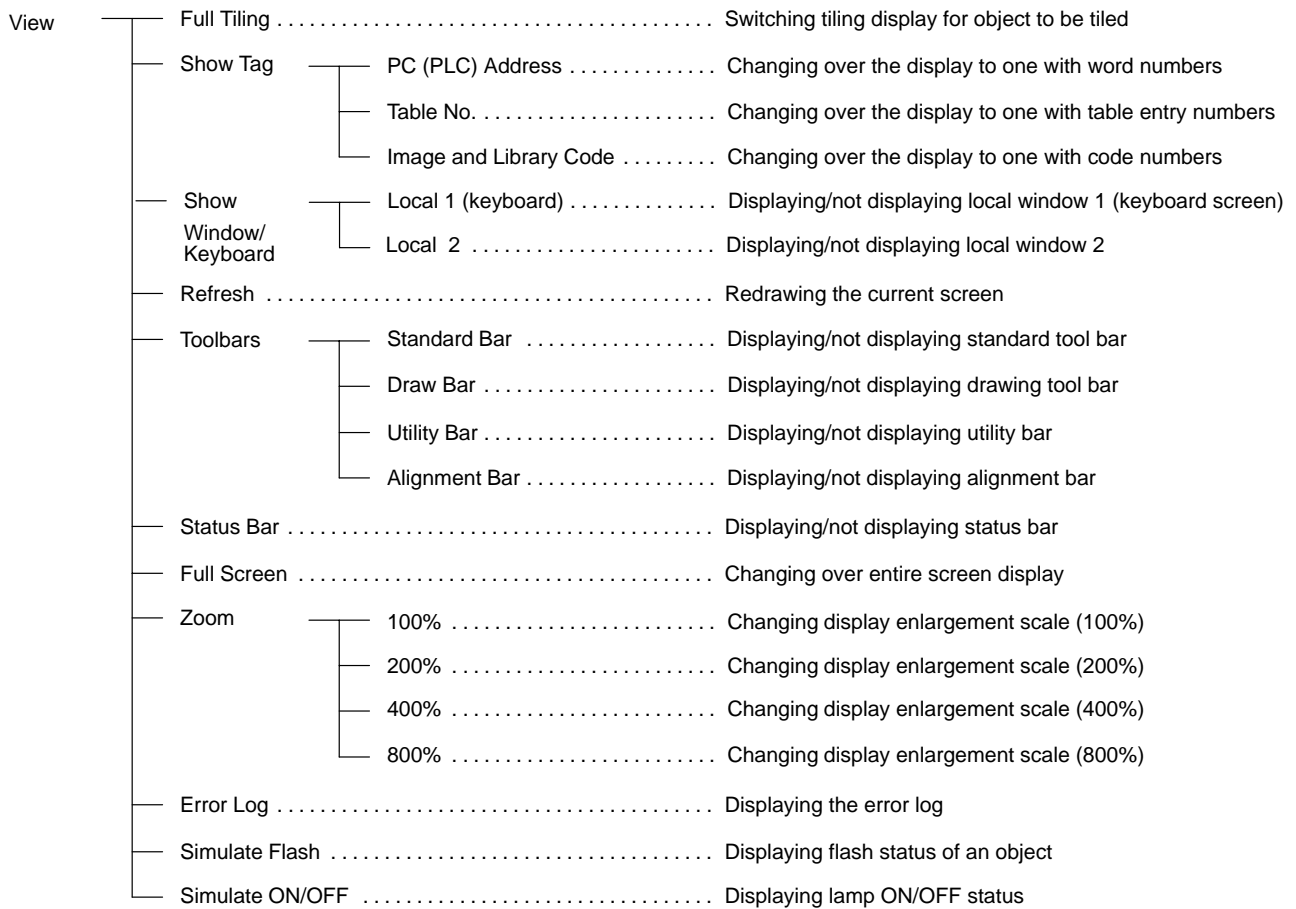 View Full Tiling . . . . . . . . . . . . . . . . . . . . . . . . . . . . . . . . . . . . . . . . Switching tiling display for object to be tiled
Show Tag PC (PLC) Address . . . . . . . . . . . . . . Changing over the display to one with word numbers
Table No. . . . . . . . . . . . . . . . . . . . . . . Changing over the display to one with table entry numbers
Image and Library Code . . . . . . . . . Changing over the display to one with code numbers
Show Local 1 (keyboard) . . . . . . . . . . . . . . Displaying/not displaying local window 1 (keyboard screen)
Window/
Local 2 . . . . . . . . . . . . . . . . . . . . . . . Displaying/not displaying local window 2
Keyboard
Refresh . . . . . . . . . . . . . . . . . . . . . . . . . . . . . . . . . . . . . . . . . . Redrawing the current screen
Toolbars Standard Bar . . . . . . . . . . . . . . . . . . Displaying/not displaying standard tool bar
Draw Bar . . . . . . . . . . . . . . . . . . . . . . Displaying/not displaying drawing tool bar
Utility Bar . . . . . . . . . . . . . . . . . . . . . . Displaying/not displaying utility bar
Alignment Bar . . . . . . . . . . . . . . . . . . Displaying/not displaying alignment bar
Status Bar . . . . . . . . . . . . . . . . . . . . . . . . . . . . . . . . . . . . . . . . Displaying/not displaying status bar
Full Screen . . . . . . . . . . . . . . . . . . . . . . . . . . . . . . . . . . . . . . . Changing over entire screen display
Zoom 100% . . . . . . . . . . . . . . . . . . . . . . . . . Changing display enlargement scale (100%)
200% . . . . . . . . . . . . . . . . . . . . . . . . . Changing display enlargement scale (200%)
400% . . . . . . . . . . . . . . . . . . . . . . . . . Changing display enlargement scale (400%)
800% . . . . . . . . . . . . . . . . . . . . . . . . . Changing display enlargement scale (800%)
Error Log . . . . . . . . . . . . . . . . . . . . . . . . . . . . . . . . . . . . . . . . . Displaying the error log
Simulate Flash . . . . . . . . . . . . . . . . . . . . . . . . . . . . . . . . . . . . Displaying flash status of an object
Simulate ON/OFF . . . . . . . . . . . . . . . . . . . . . . . . . . . . . . . . . Displaying lamp ON/OFF status